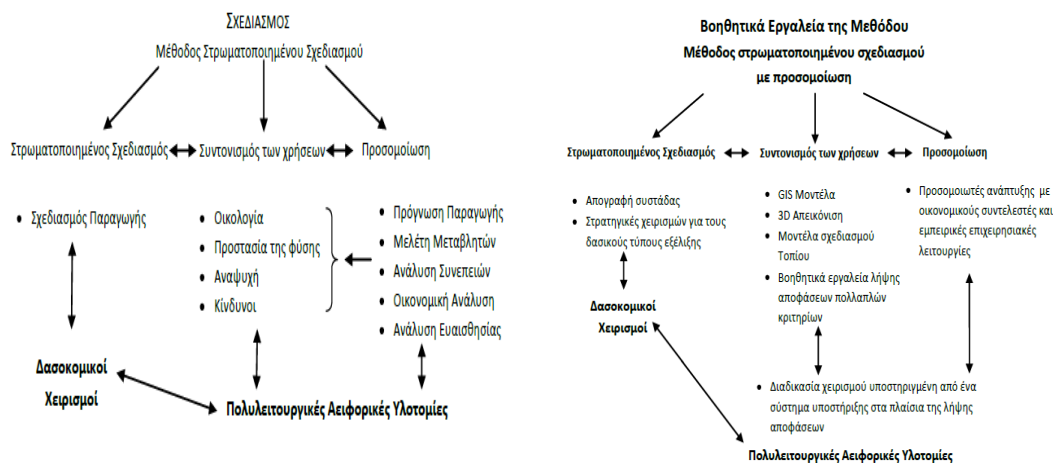 ΣΧΕΔΙΑΣΜΟΣ
Μέθοδος Στρωματοποιημένου Σχεδιασμού
Στρωματοποιημένος Σχεδιασμός
Συντονισμός των χρήσεων
Προσομοίωση
• Σχεδιασμός Παραγωγής
• Οικολογία
• Προστασία της φύσης
• Αναψυχή
• Κίνδυνοι
• Πρόγνωση Παραγωγής
• Μελέτη Μεταβλητών
• Ανάλυση Συνεπειών
• Οικονομική Ανάλυση
• Ανάλυση Ευαισθησίας
Δασοκομικοί
Χειρισμοί
Πολυλειτουργικές Αειφορικές Υλοτομίες
Βοηθητικά Εργαλεία της Μεθόδου
Μέθοδος στρωματοποιημένου σχεδιασμού
με προσομοίωση
Στρωματοποιημένος Σχεδιασμός
Συντονισμός των χρήσεων
Προσομοίωση
• Απογραφή συστάδας
• Στρατηγικές χειρισμών για τους
δασικούς τύπους εξέλιξης
• GIS Μοντέλα
• 3D Απεικόνιση
• Μοντέλα σχεδιασμού
Τοπίου
• Βοηθητικά εργαλεία λήψης
αποφάσεων πολλαπλών
κριτηρίων
• Προσομοιωτές ανάπτυξης με
οικονομικούς συντελεστές και
εμπειρικές επιχειρησιακές
λειτουργίες
Δασοκομικοί
Χειρισμοί
• Διαδικασία χειρισμού υποστηριγμένη από ένα
σύστημα υποστήριξης στα πλαίσια της λήψης
αποφάσεων
Πολυλειτουργικές Αειφορικές Υλοτομίες